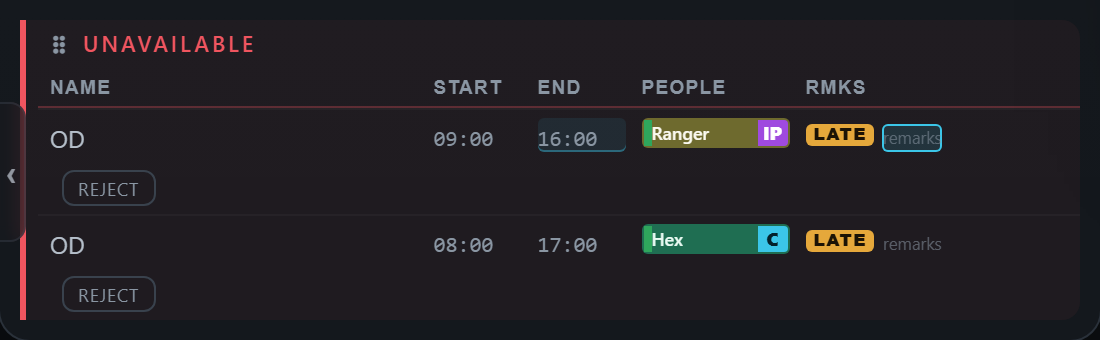 UNAVAILABLE
NAME START END PEOPLE RMKS
OD 09:00 16:00 Ranger IP LATE remarks
REJECT
OD 08:00 17:00 Hex C LATE remarks
REJECT